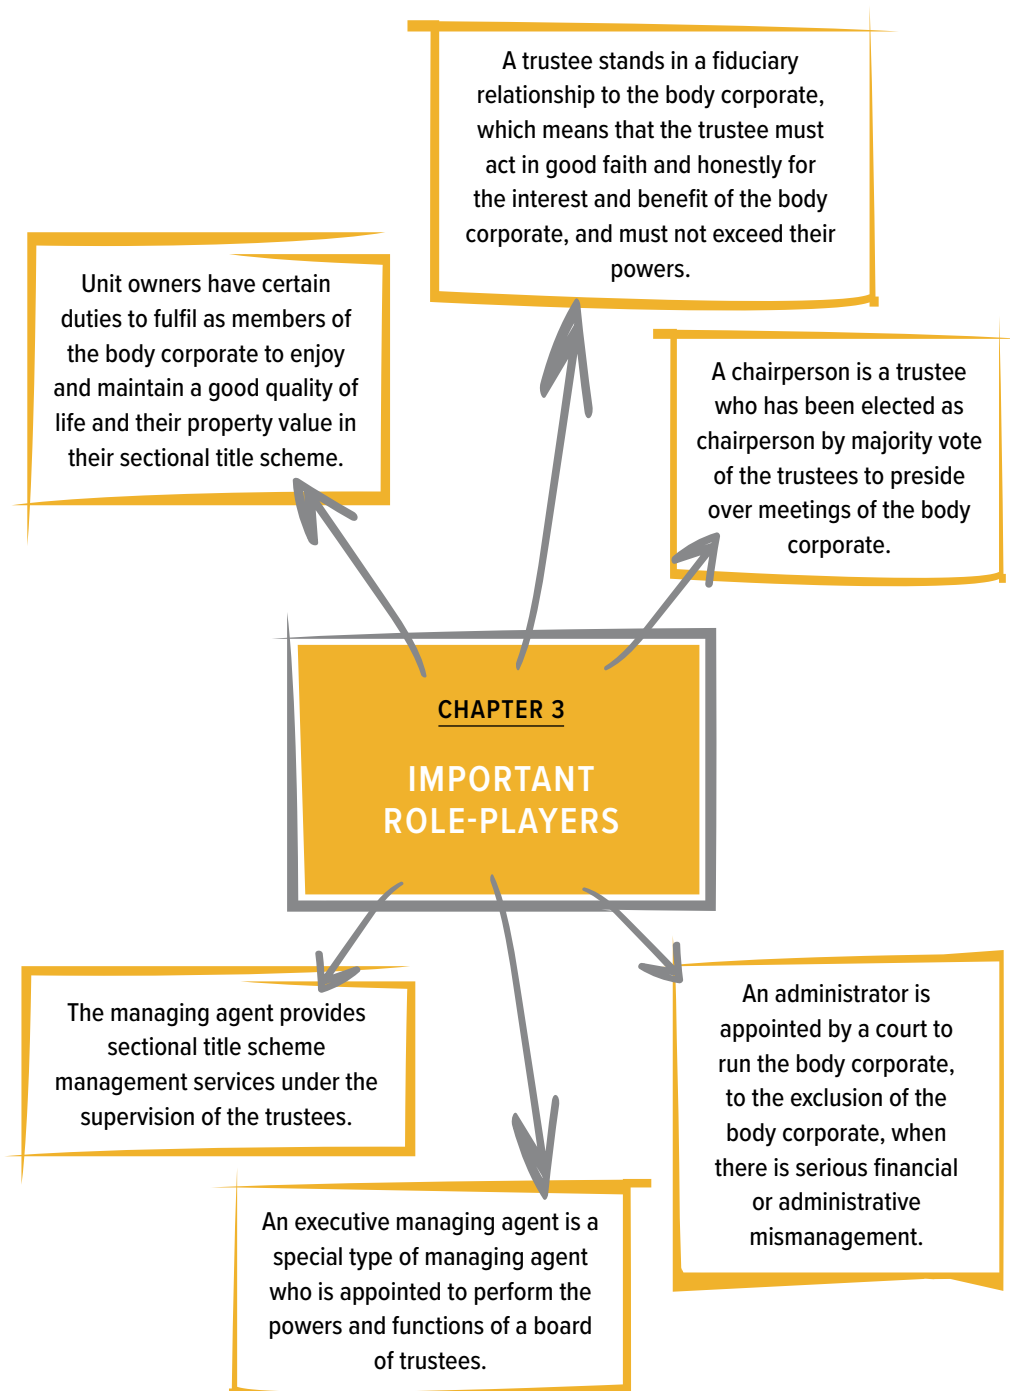 A trustee stands in a fiduciary
relationship to the body corporate,
which means that the trustee must
act in good faith and honestly for
the interest and benefit of the body
corporate, and must not exceed their
powers.
Unit owners have certain
duties to fulfil as members of
the body corporate to enjoy
and maintain a good quality of
life and their property value in
their sectional title scheme.
A chairperson is a trustee
who has been elected as
chairperson by majority vote
of the trustees to preside
over meetings of the body
corporate.
CHAPTER 3
IMPORTANT
ROLE-PLAYERS
The managing agent provides
sectional title scheme
management services under the
supervision of the trustees.
An administrator is
appointed by a court to
run the body corporate,
to the exclusion of the
body corporate, when
there is serious financial
or administrative
mismanagement.
An executive managing agent is a
special type of managing agent
who is appointed to perform the
powers and functions of a board
of trustees.